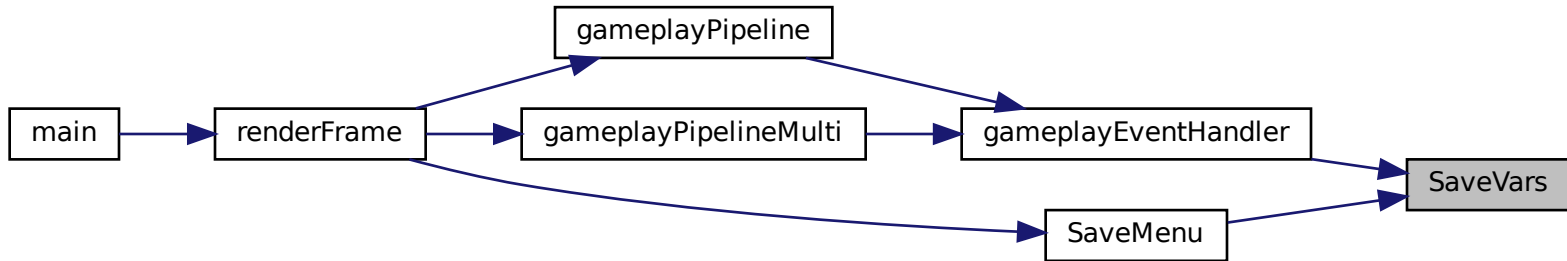 gameplayPipeline
main
renderFrame
gameplayPipelineMulti
gameplayEventHandler
SaveVars
SaveMenu